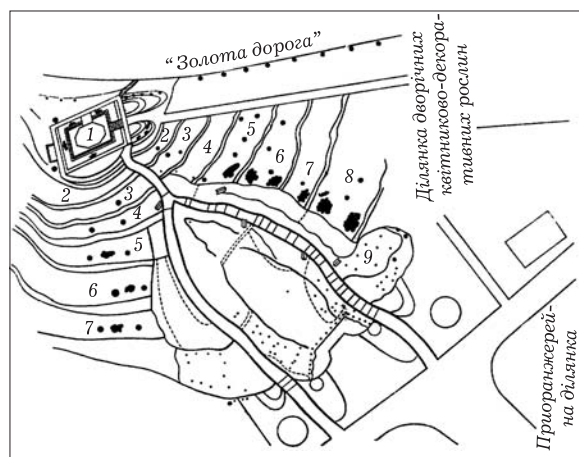 “Золота дорога”
Ділянка дворічних
квітниково-декора-
тивних рослин
1
2
3
4
5
6
7
8
2
3
4
5
6
7
9
Приоранжерей-
на ділянка